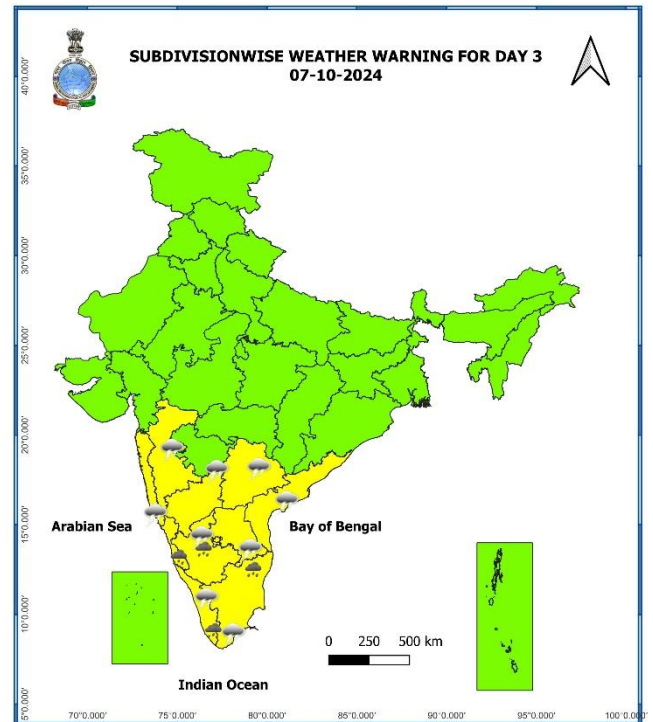 SUBDIVISIONWISE WEATHER WARNING FOR DAY 3
07-10-2024
40°0.000'
35°0.000'
30°0.000'
25°0.000'
20°0.000'
15°0.000'
10°0.000'
5°0.000'
Arabian Sea
Bay of Bengal
0 250 500 km
Indian Ocean
70°0.000' 75°0.000' 80°0.000' 85°0.000' 90°0.000' 95°0.000' 100°0.000'